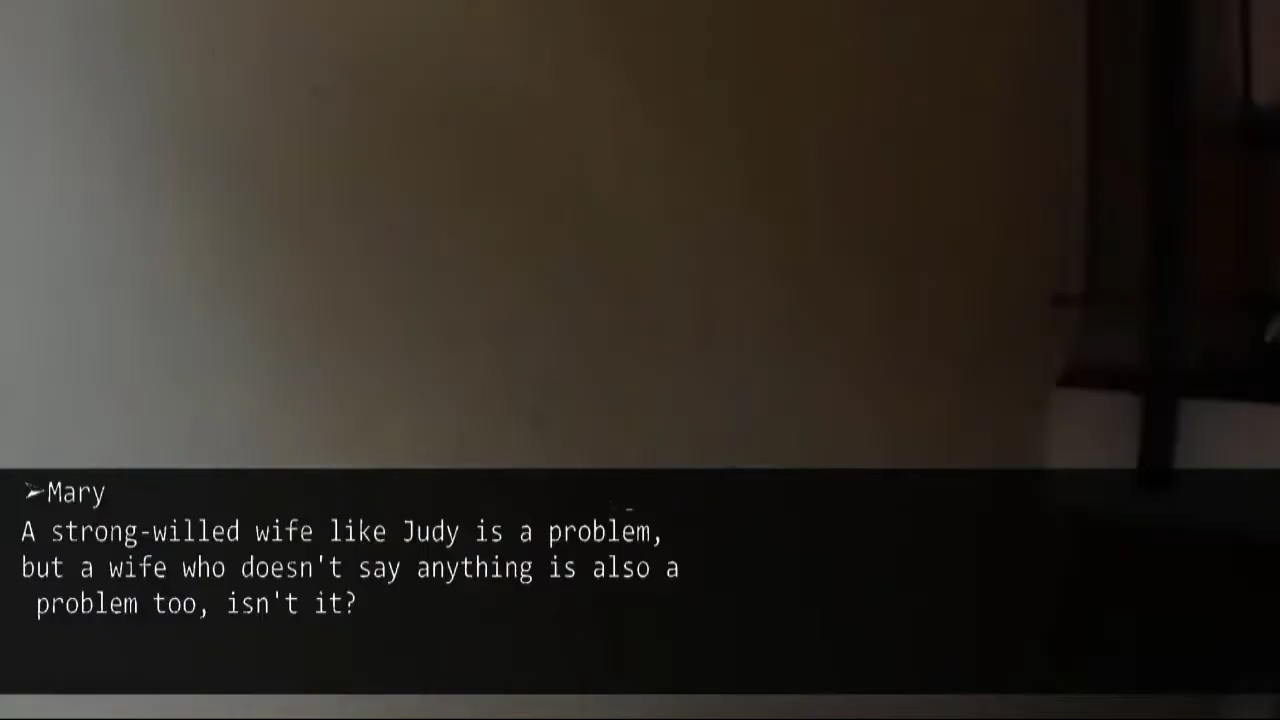 ➢Mary
A strong-willed wife like Judy is a problem,
but a wife who doesn't say anything is also a
problem too, isn't it?